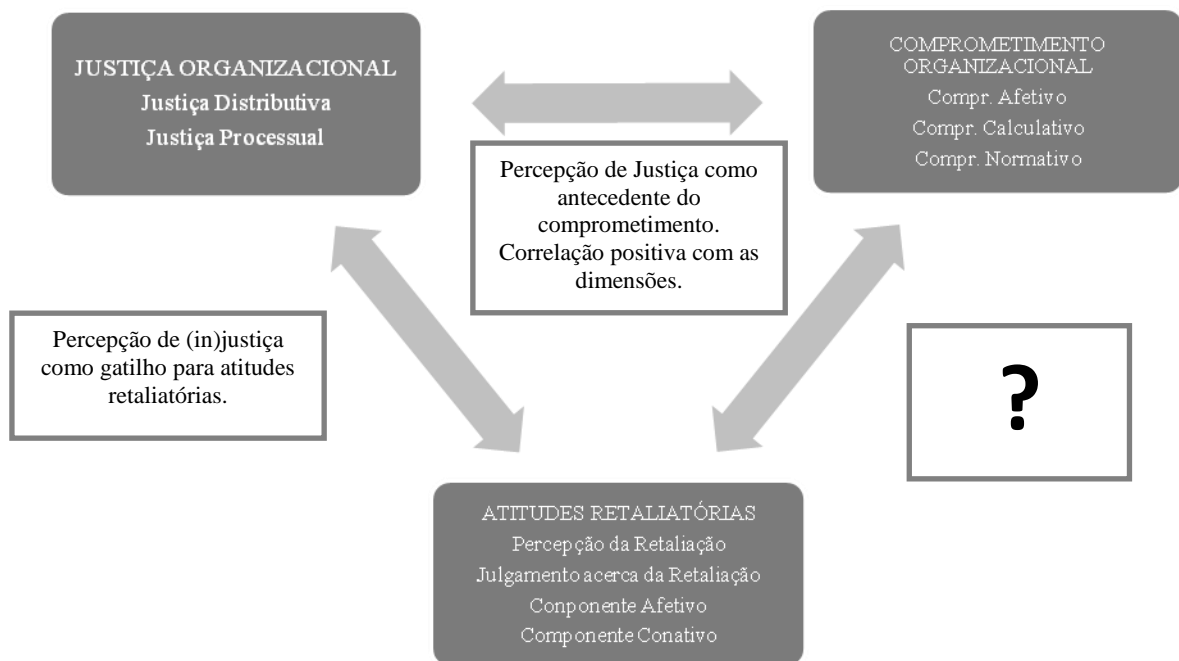 JUSTIÇA ORGANIZACIONAL
Justiça Distributiva
Justiça Processual
COMPROMETIMENTO
ORGANIZACIONAL
Compr. Afetivo
Compr. Calculativo
Compr. Normativo
Percepção de Justiça como
antecedente do
comprometimento.
Correlação positiva com as
dimensões.
Percepção de (in)justiça
como gatilho para atitudes
retaliatórias.
?
ATITUDES RETALIATÓRIAS
Percepção da Retaliação
Julgamento acerca da Retaliação
Conponente Afetivo
Componente Conativo